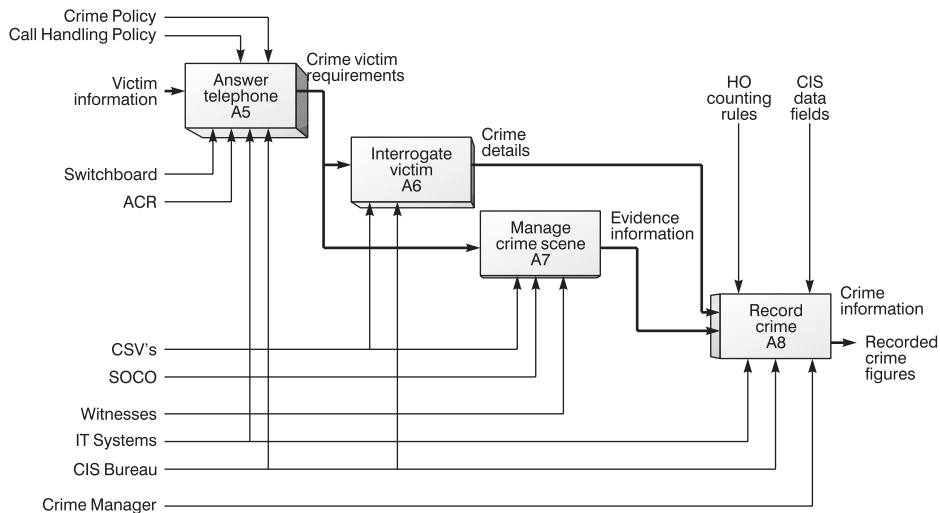 Crime Policy
Call Handling Policy
Victim
information
Answer
telephone
A5
Crime victim
requirements
HO
counting
rules
CIS
data
fields
Switchboard
ACR
Interrogate
victim
A6
Crime
details
Manage
crime scene
A7
Evidence
information
Record
crime
A8
Crime
information
Recorded
crime
figures
CSV's
SOCO
Witnesses
IT Systems
CIS Bureau
Crime Manager